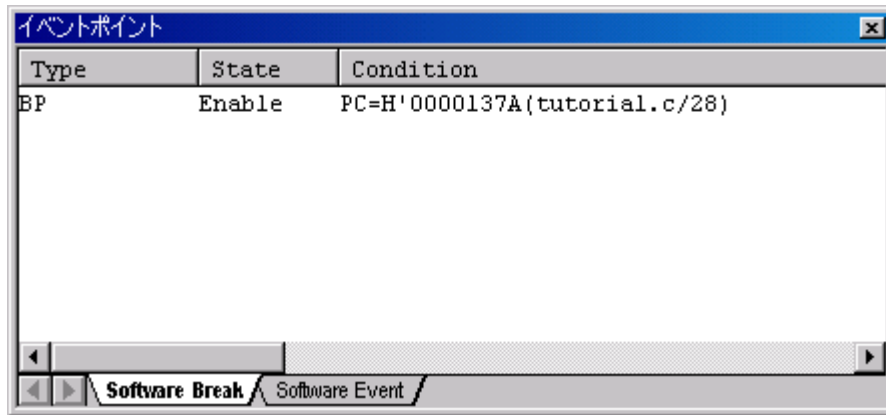 イベントポイント
Type State Condition
BP Enable PC=H'0000137A(tutorial.c/28)
Software Break Software Event